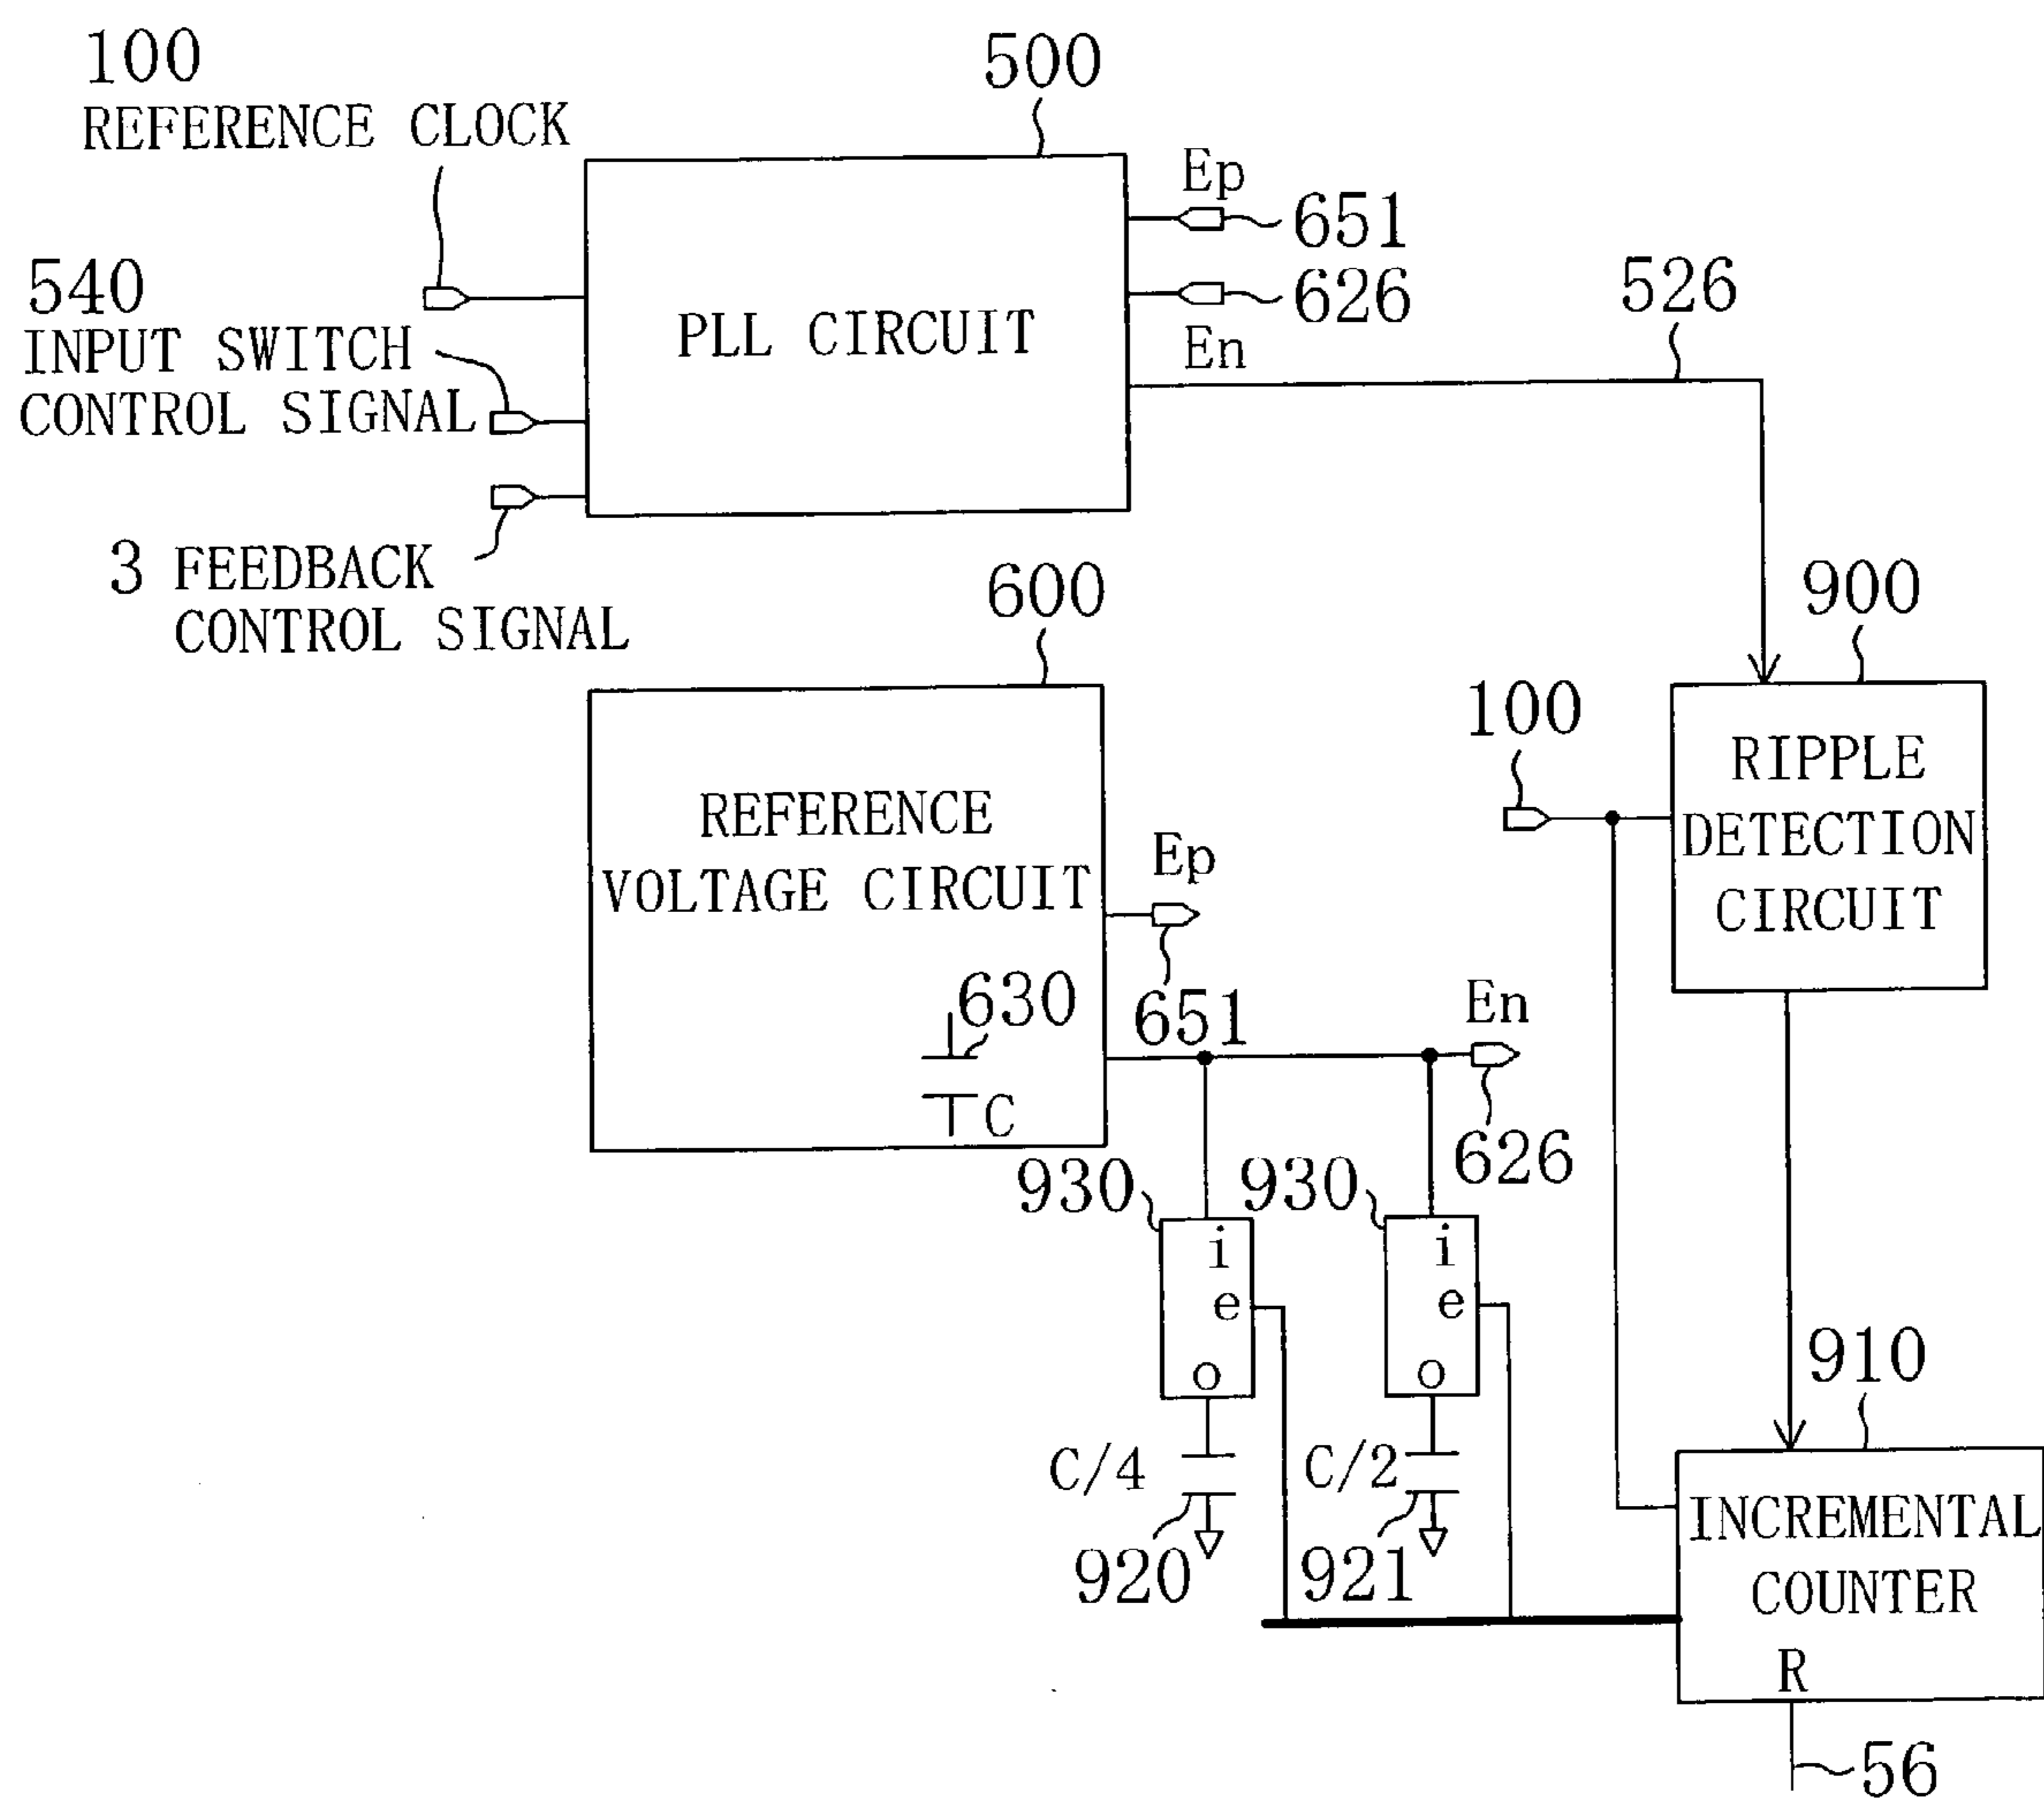 100
REFERENCE CLOCK
500
Ep
651
540
INPUT SWITCH
CONTROL SIGNAL
626
526
PLL CIRCUIT
En
3 FEEDBACK
CONTROL SIGNAL
600
900
100
RIPPLE
DETECTION
CIRCUIT
REFERENCE
VOLTAGE CIRCUIT
Ep
651
630
C
En
626
930
930
i
e
o
i
e
o
910
C/4
C/2
920
921
INCREMENTAL
COUNTER
R
56